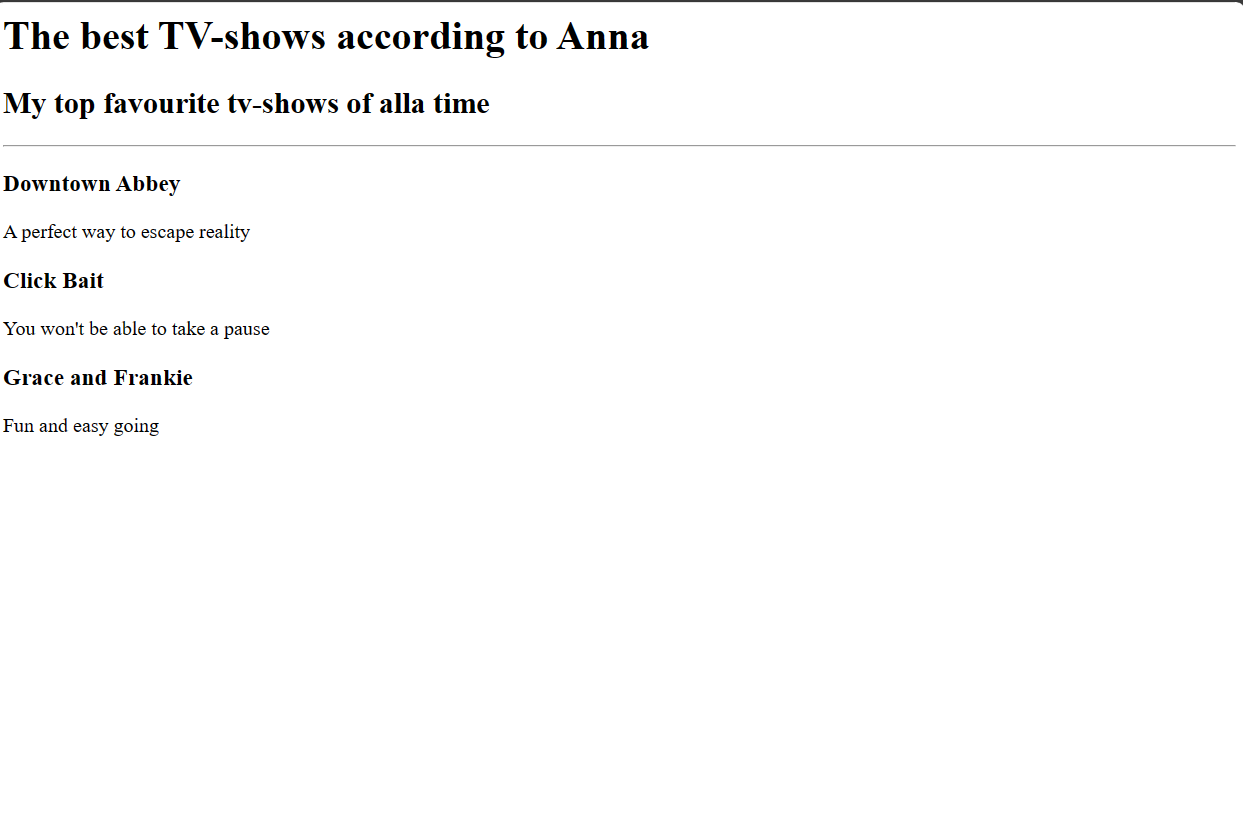 The best TV-shows according to Anna
My top favourite tv-shows of alla time
Downtown Abbey
A perfect way to escape reality
Click Bait
You won't be able to take a pause
Grace and Frankie
Fun and easy going